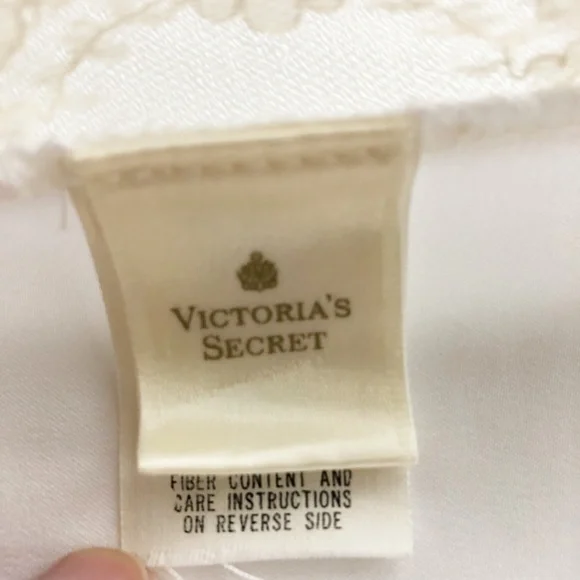 VICTORIA'S
SECRET
FIBER CONTENT AND
CARE INSTRUCTIONS
ON REVERSE SIDE